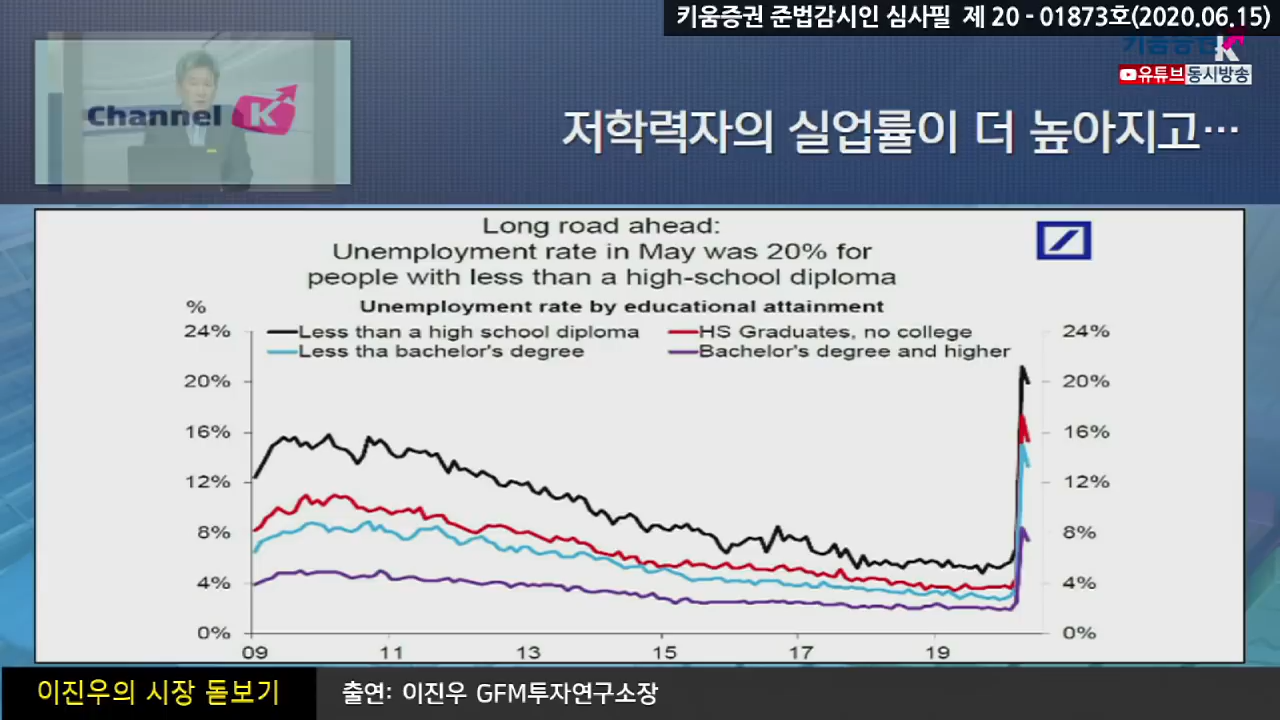 키움증권 준법감시인 심사필 제 20 - 01873호(2020.06.15)
키움증권
유튜브 동시방송
Channel K
저학력자의 실업률이 더 높아지고…
Long road ahead:
Unemployment rate in May was 20% for
people with less than a high-school diploma
% Unemployment rate by educational attainment
24% Less than a high school diploma HS Graduates, no college 24%
Less tha bachelor's degree Bachelor's degree and higher
20% 20%
16% 16%
12% 12%
8% 8%
4% 4%
0% 0%
09 11 13 15 17 19
이진우의 시장 돋보기 출연: 이진우 GFM투자연구소장